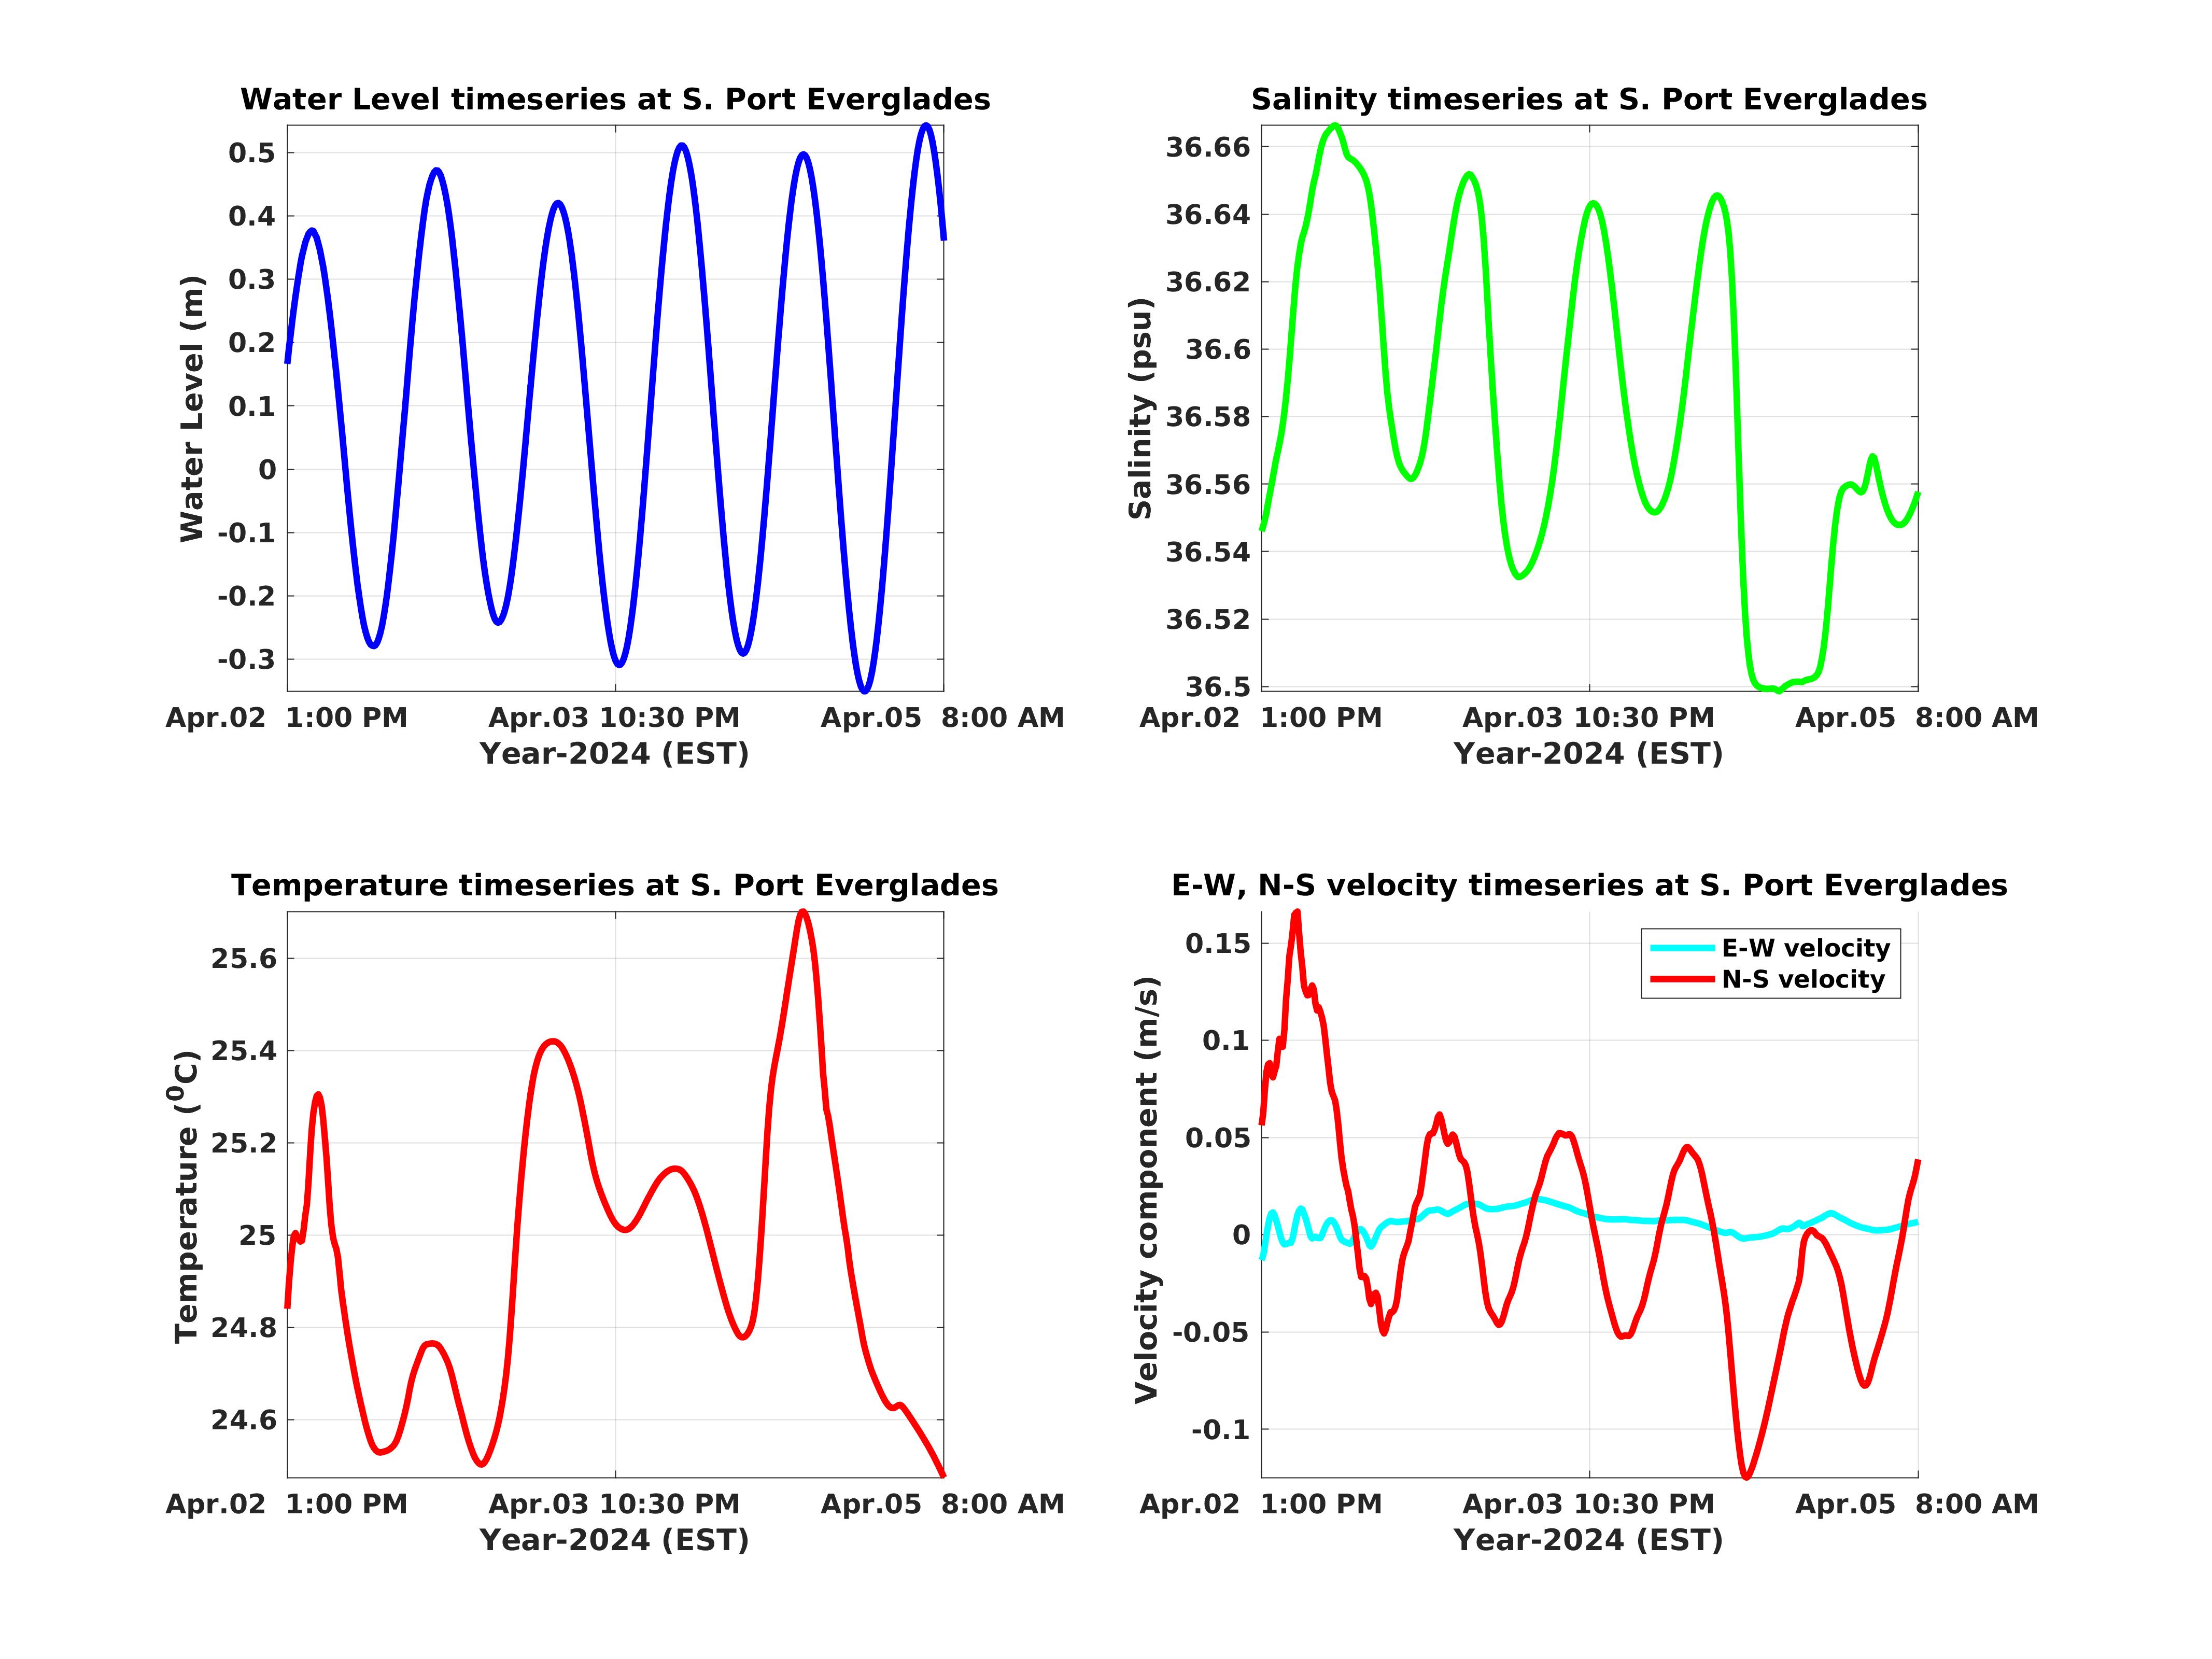 Water Level timeseries at S. Port Everglades
Water Level (m)
0.5
0.4
0.3
0.2
0.1
0
-0.1
-0.2
-0.3
Apr.02  1:00 PM
Apr.03 10:30 PM
Apr.05  8:00 AM
Year-2024 (EST)
Salinity timeseries at S. Port Everglades
Salinity (psu)
36.66
36.64
36.62
36.6
36.58
36.56
36.54
36.52
36.5
Apr.02  1:00 PM
Apr.03 10:30 PM
Apr.05  8:00 AM
Year-2024 (EST)
Temperature timeseries at S. Port Everglades
Temperature (⁰C)
25.6
25.4
25.2
25
24.8
24.6
Apr.02  1:00 PM
Apr.03 10:30 PM
Apr.05  8:00 AM
Year-2024 (EST)
E-W, N-S velocity timeseries at S. Port Everglades
Velocity component (m/s)
0.15
0.1
0.05
0
-0.05
-0.1
E-W velocity
N-S velocity
Apr.02  1:00 PM
Apr.03 10:30 PM
Apr.05  8:00 AM
Year-2024 (EST)